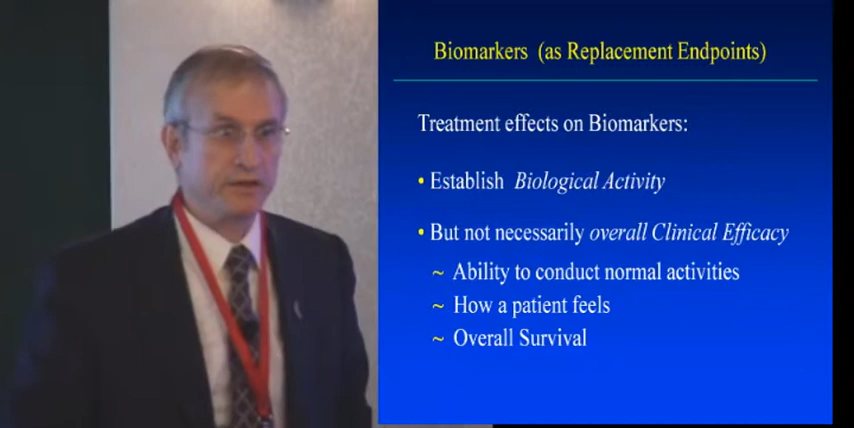 Biomarkers (as Replacement Endpoints)
Treatment effects on Biomarkers:
• Establish Biological Activity
• But not necessarily overall Clinical Efficacy
~ Ability to conduct normal activities
~ How a patient feels
~ Overall Survival